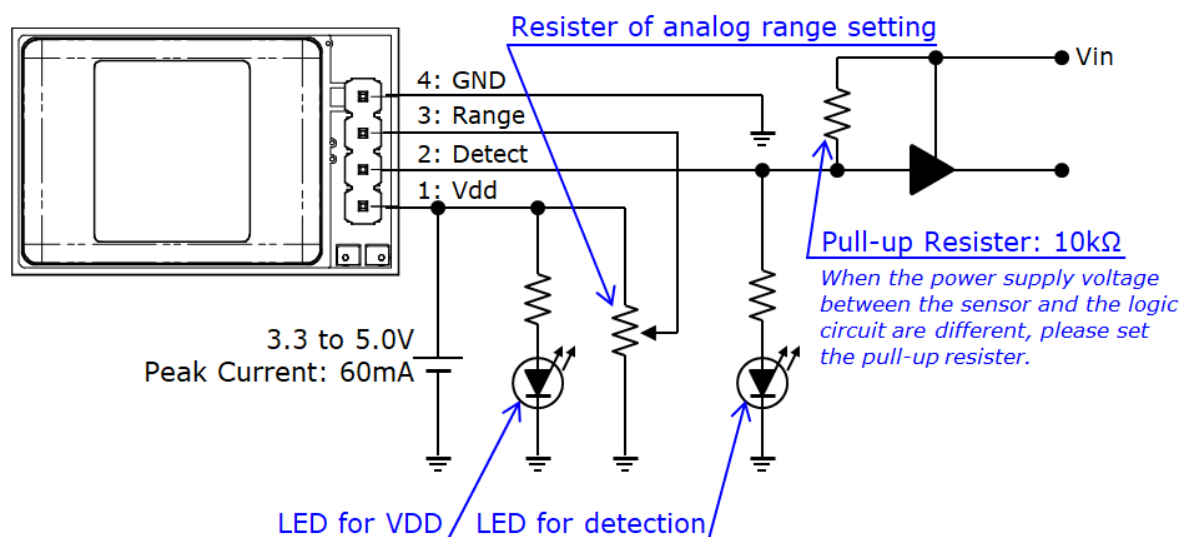 Resister of analog range setting
Vin
4: GND
3: Range
2: Detect
1: Vdd
Pull-up Resister: 10kΩ
When the power supply voltage
between the sensor and the logic
circuit are different, please set
the pull-up resister.
3.3 to 5.0V
Peak Current: 60mA
LED for VDD
LED for detection